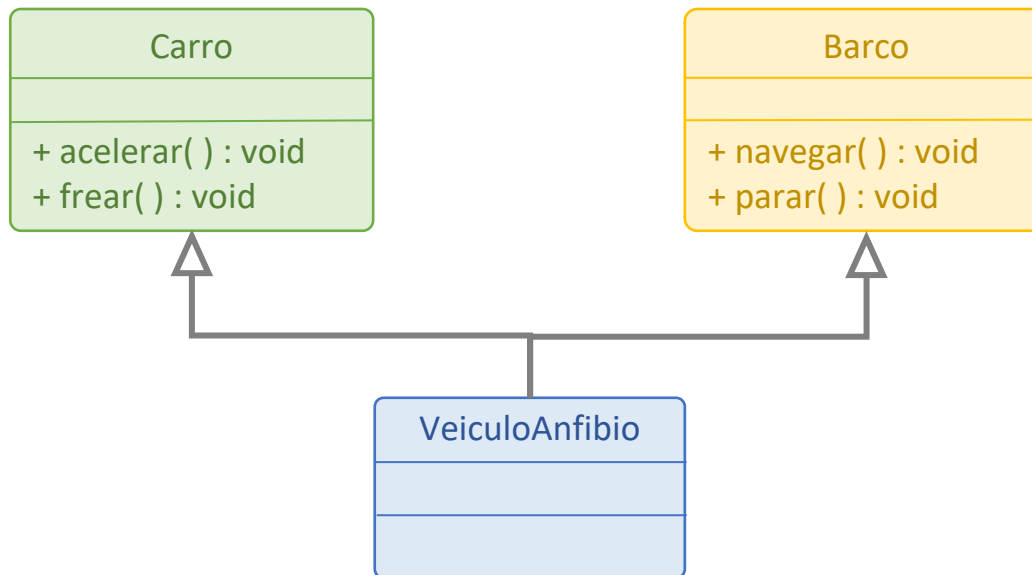 Carro
+ acelerar( ) : void
+ frear( ) : void
Barco
+ navegar( ) : void
+ parar( ) : void
VeiculoAnfibio